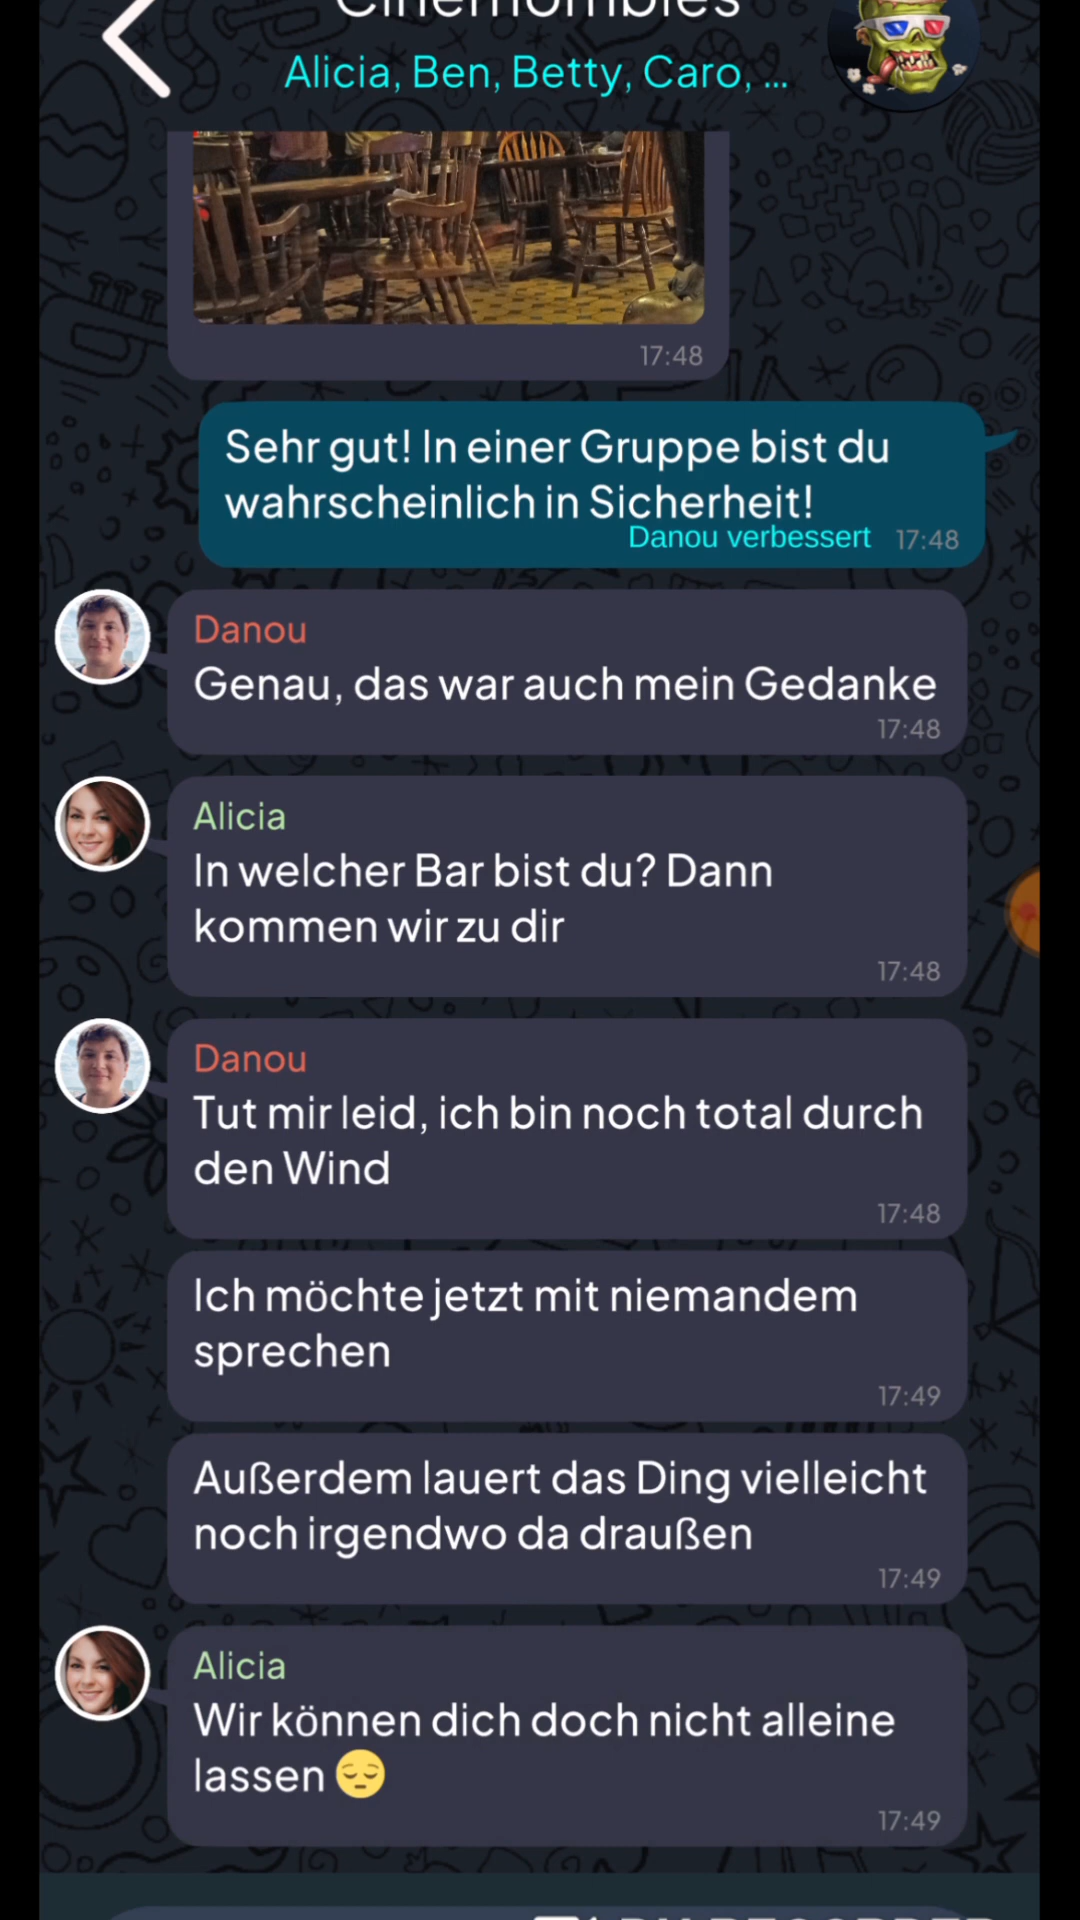 Cinemombies
Alicia, Ben, Betty, Caro, ...
17:48
Sehr gut! In einer Gruppe bist du
wahrscheinlich in Sicherheit!
Danou verbessert 17:48
Danou
Genau, das war auch mein Gedanke
17:48
Alicia
In welcher Bar bist du? Dann
kommen wir zu dir
17:48
Danou
Tut mir leid, ich bin noch total durch
den Wind
17:48
Ich möchte jetzt mit niemandem
sprechen
17:49
Außerdem lauert das Ding vielleicht
noch irgendwo da draußen
17:49
Alicia
Wir können dich doch nicht alleine
lassen 😔
17:49